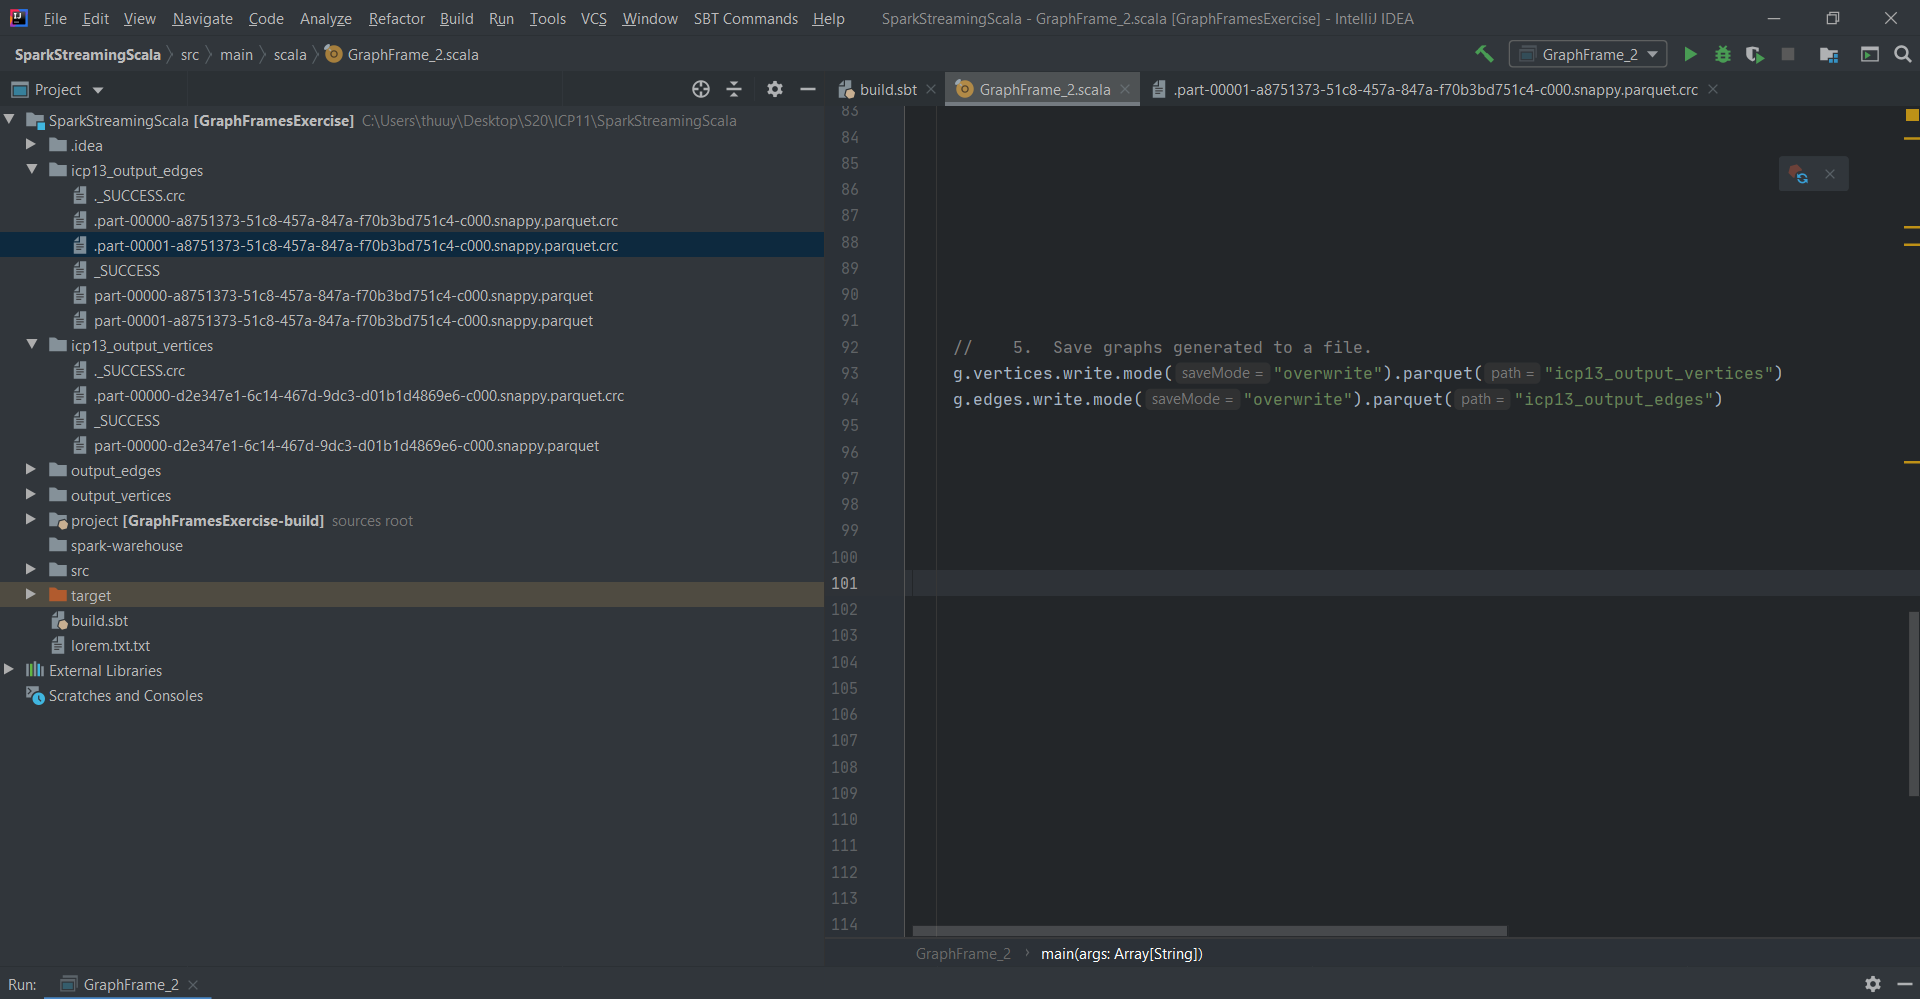 File Edit View Navigate Code Analyze Refactor Build Run Tools VCS Window SBT Commands Help SparkStreamingScala - GraphFrame_2.scala [GraphFramesExercise] - IntelliJ IDEA
SparkStreamingScala src main scala GraphFrame_2.scala GraphFrame_2
Project
build.sbt GraphFrame_2.scala .part-00001-a8751373-51c8-457a-847a-f70b3bd751c4-c000.snappy.parquet.crc
SparkStreamingScala [GraphFramesExercise] C:\Users\thuuy\Desktop\S20\ICP11\SparkStreamingScala
.idea
icp13_output_edges
._SUCCESS.crc
.part-00000-a8751373-51c8-457a-847a-f70b3bd751c4-c000.snappy.parquet.crc
.part-00001-a8751373-51c8-457a-847a-f70b3bd751c4-c000.snappy.parquet.crc
_SUCCESS
part-00000-a8751373-51c8-457a-847a-f70b3bd751c4-c000.snappy.parquet
part-00001-a8751373-51c8-457a-847a-f70b3bd751c4-c000.snappy.parquet
icp13_output_vertices
._SUCCESS.crc
.part-00000-d2e347e1-6c14-467d-9dc3-d01b1d4869e6-c000.snappy.parquet.crc
_SUCCESS
part-00000-d2e347e1-6c14-467d-9dc3-d01b1d4869e6-c000.snappy.parquet
output_edges
output_vertices
project [GraphFramesExercise-build] sources root
spark-warehouse
src
target
build.sbt
lorem.txt.txt
External Libraries
Scratches and Consoles
83
84
85
86
87
88
89
90
91
92 // 5. Save graphs generated to a file.
93 g.vertices.write.mode( saveMode = "overwrite").parquet( path = "icp13_output_vertices")
94 g.edges.write.mode( saveMode = "overwrite").parquet( path = "icp13_output_edges")
95
96
97
98
99
100
101
102
103
104
105
106
107
108
109
110
111
112
113
114
GraphFrame_2 main(args: Array[String])
Run: GraphFrame_2